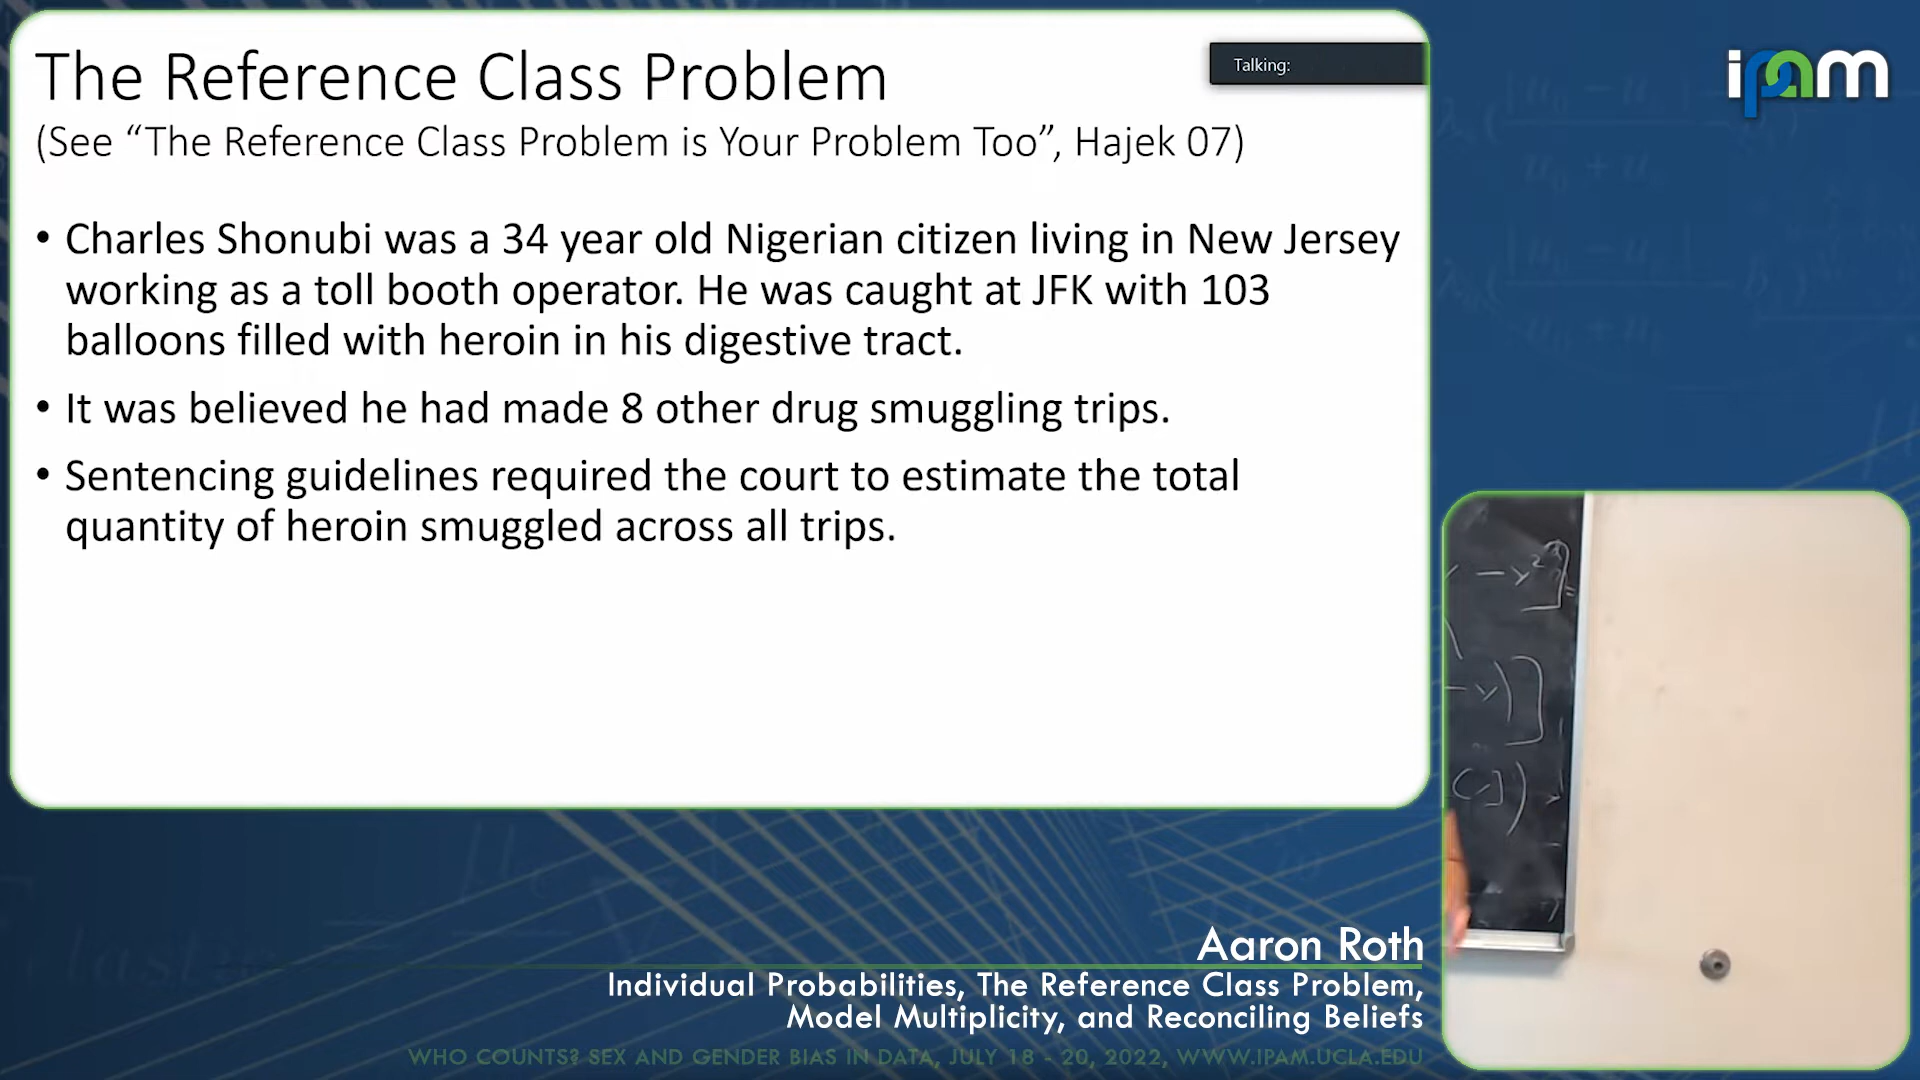 The Reference Class Problem
(See “The Reference Class Problem is Your Problem Too”, Hajek 07)
Talking:
ipam
• Charles Shonubi was a 34 year old Nigerian citizen living in New Jersey
working as a toll booth operator. He was caught at JFK with 103
balloons filled with heroin in his digestive tract.
• It was believed he had made 8 other drug smuggling trips.
• Sentencing guidelines required the court to estimate the total
quantity of heroin smuggled across all trips.
Aaron Roth
Individual Probabilities, The Reference Class Problem,
Model Multiplicity, and Reconciling Beliefs
WHO COUNTS? SEX AND GENDER BIAS IN DATA, JULY 18 - 20, 2022, WWW.IPAM.UCLA.EDU